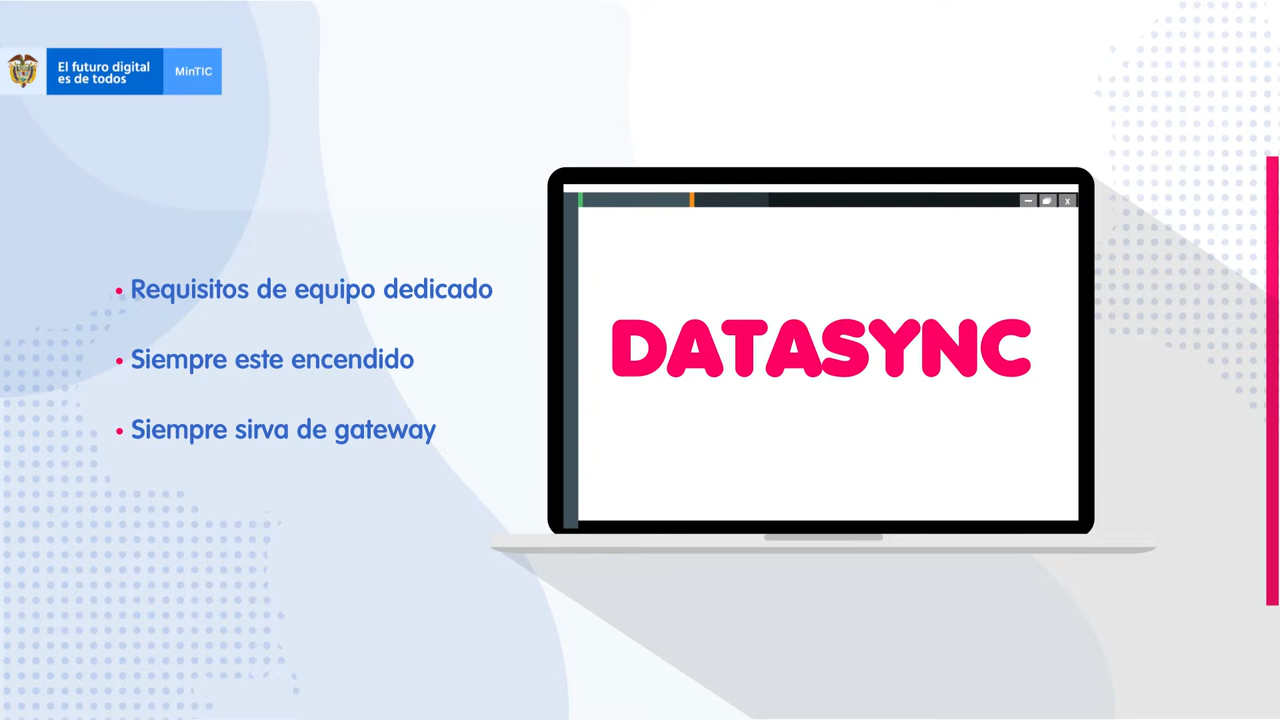 El futuro digital
es de todos
MinTIC
• Requisitos de equipo dedicado
• Siempre este encendido
• Siempre sirva de gateway
DATASYNC